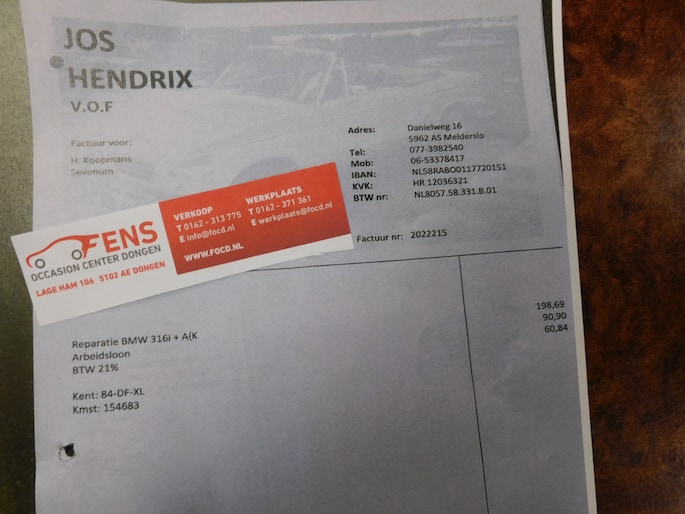 JOS
HENDRIX
V.O.F
Factuur voor:
H. Koopmans
Sevenum
Adres: Danielweg 16
5962 AS Melderslo
Tel: 077-3982540
Mob: 06-53378417
IBAN: NL58RABO0117720151
KVK: HR 12036321
BTW nr: NL8057.58.331.B.01
Factuur nr: 2022215
FENS
OCCASION CENTER DONGEN
LAGE HAM 106 5102 AE DONGEN
VERKOOP
T 0162 - 313 775
E info@focd.nl
WERKPLAATS
T 0162 - 371 361
E werkplaats@focd.nl
WWW.FOCD.NL
Reparatie BMW 316i + A{K 198,69
Arbeidsloon 90,90
BTW 21% 60,84
Kent: 84-DF-XL
Kmst: 154683